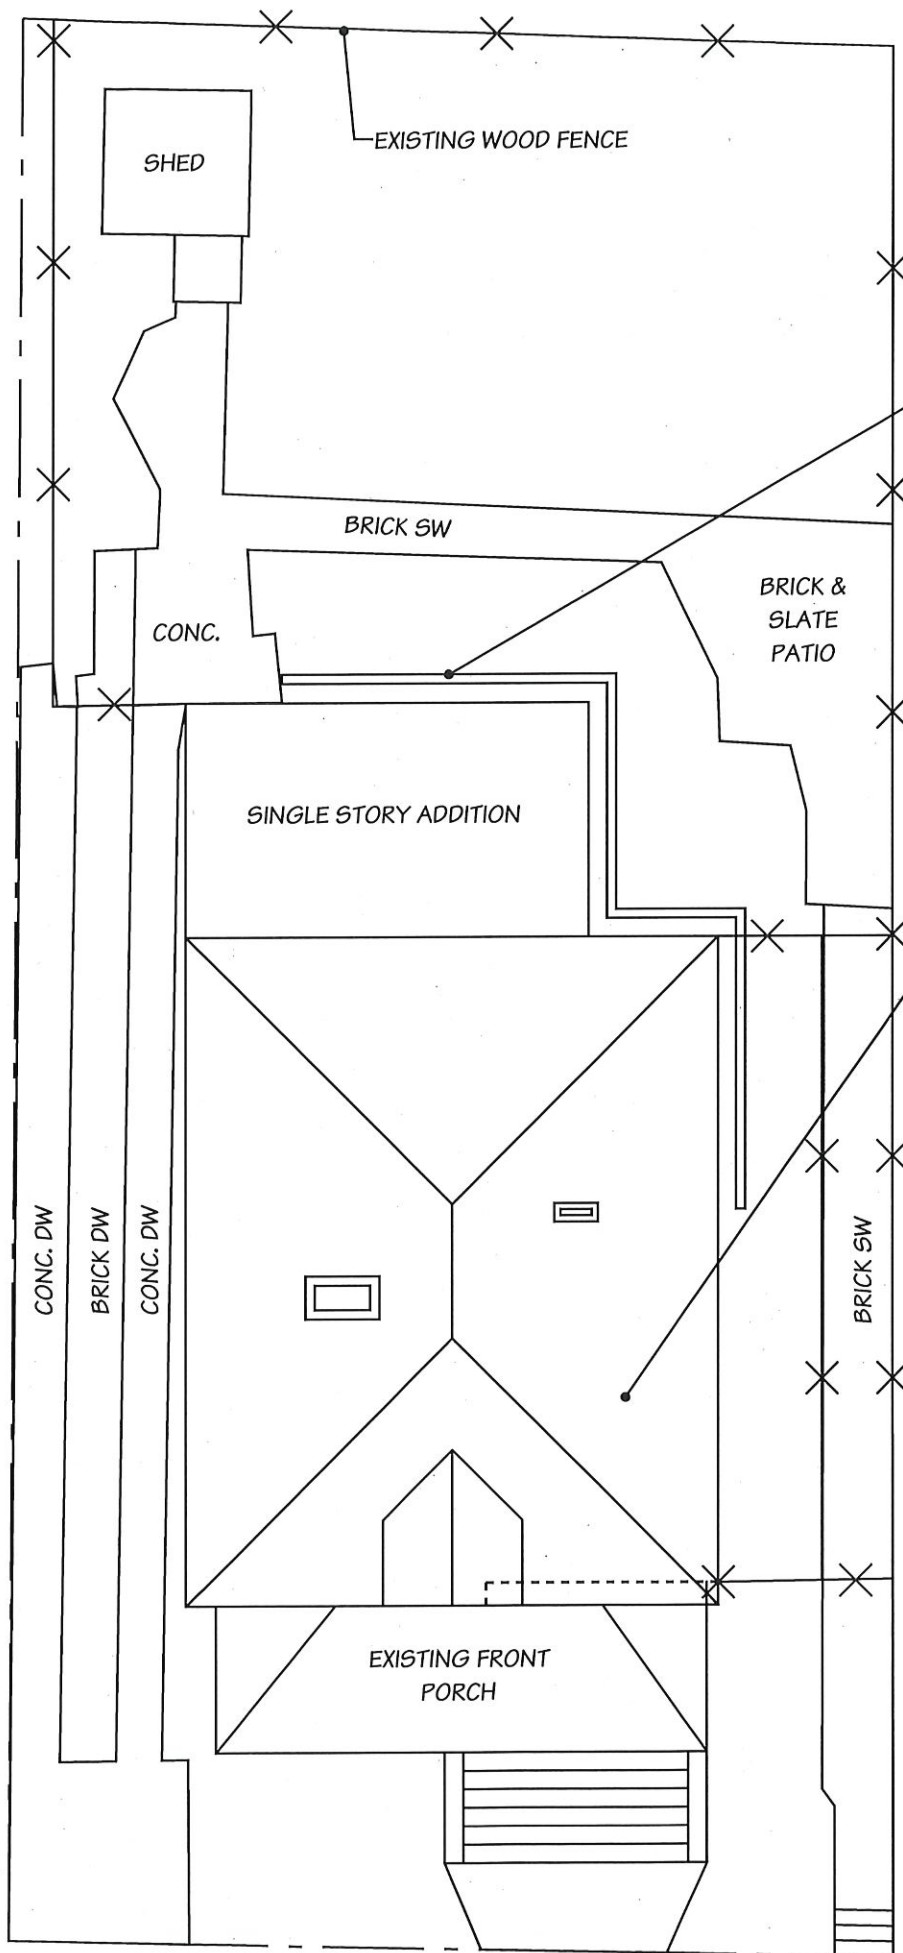 EXISTING WOOD FENCE
SHED
BRICK SW
BRICK &
SLATE
PATIO
CONC.
SINGLE STORY ADDITION
CONC. DW
BRICK DW
CONC. DW
BRICK SW
EXISTING FRONT
PORCH